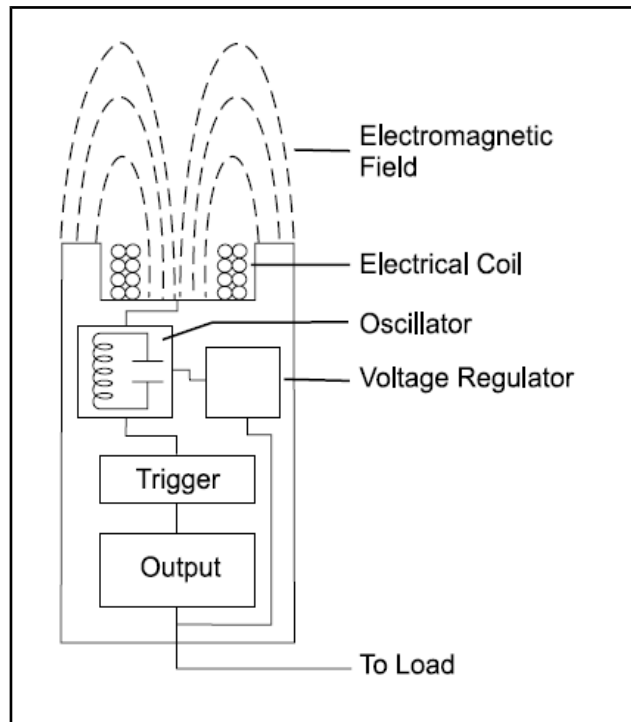 Electromagnetic
Field
Electrical Coil
Oscillator
Voltage Regulator
Trigger
Output
To Load